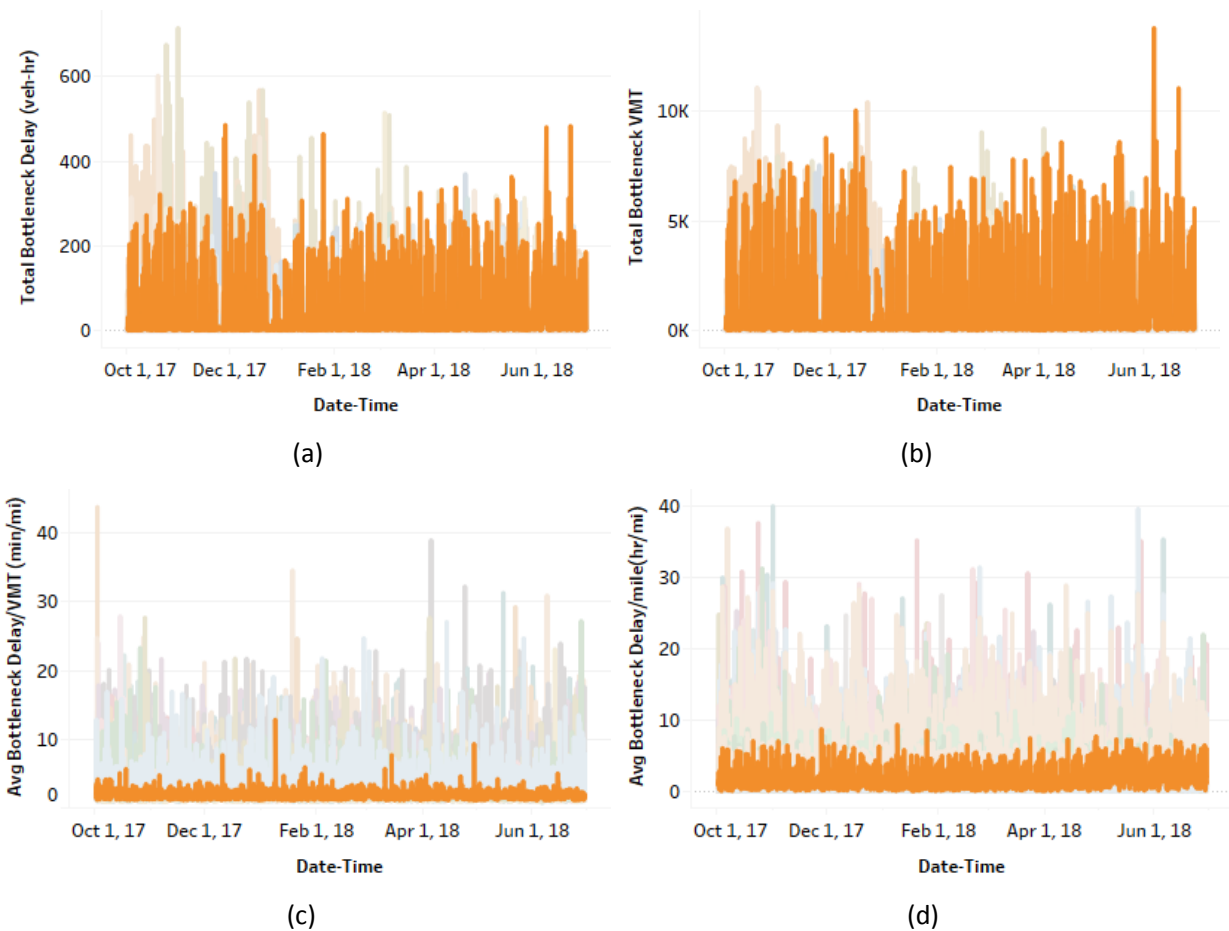 Total Bottleneck Delay (veh-hr)
600
400
200
0
Oct 1, 17 Dec 1, 17 Feb 1, 18 Apr 1, 18 Jun 1, 18
Date-Time
(a)
Total Bottleneck VMT
10K
5K
0K
Oct 1, 17 Dec 1, 17 Feb 1, 18 Apr 1, 18 Jun 1, 18
Date-Time
(b)
Avg Bottleneck Delay/VMT (min/mi)
40
30
20
10
0
Oct 1, 17 Dec 1, 17 Feb 1, 18 Apr 1, 18 Jun 1, 18
Date-Time
(c)
Avg Bottleneck Delay/mile(hr/mi)
40
30
20
10
0
Oct 1, 17 Dec 1, 17 Feb 1, 18 Apr 1, 18 Jun 1, 18
Date-Time
(d)